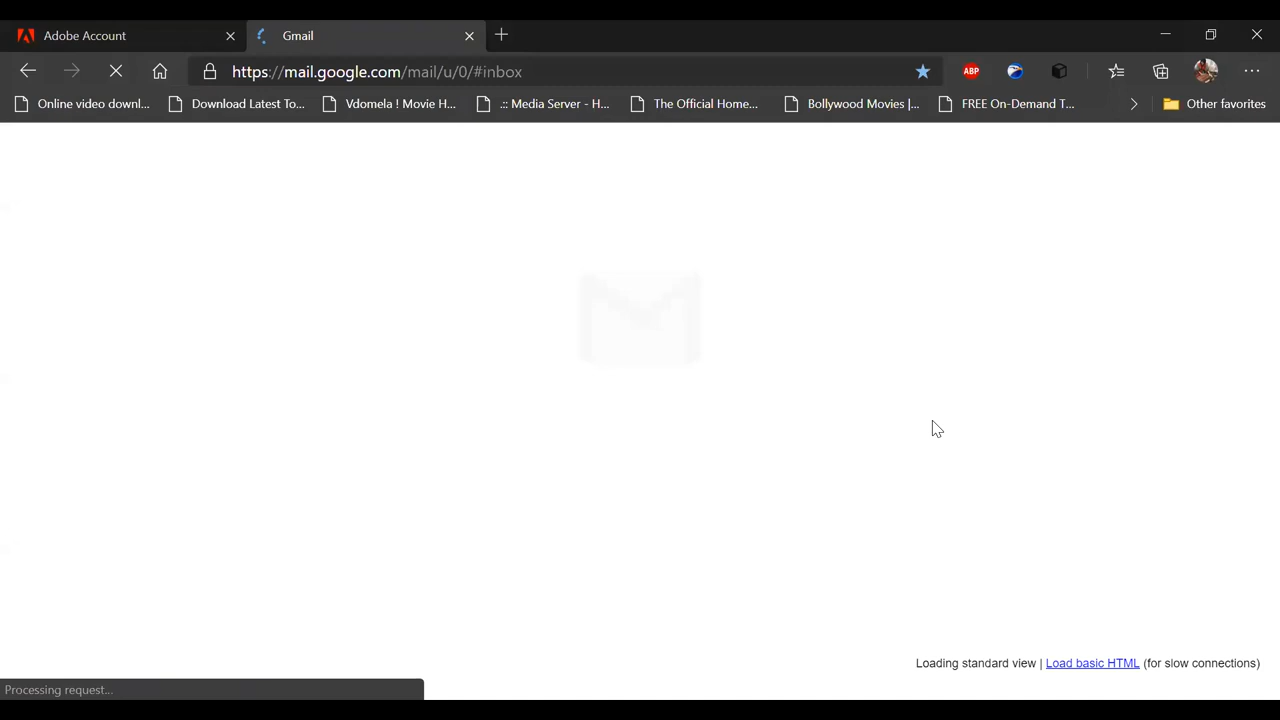 Adobe Account
Gmail
https://mail.google.com/mail/u/0/#inbox
ABP
Online video downl...
Download Latest To...
Vdomela ! Movie H...
.:: Media Server - H...
The Official Home...
Bollywood Movies |...
FREE On-Demand T...
Other favorites
Loading standard view | Load basic HTML (for slow connections)
Processing request...